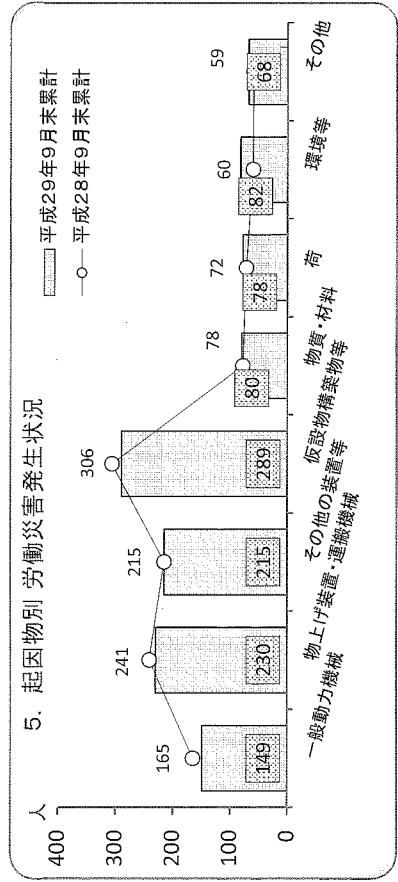 5. 起因物別 労働災害発生状況
人
平成29年9月末累計
平成28年9月末累計
400
300
200
100
0
165
241
215
306
78
72
60
59
149
230
215
289
80
78
82
68
一般動力機械
物上げ装置・運搬機械
その他の装置等
仮設物構築物等
物質・材料
荷
環境等
その他